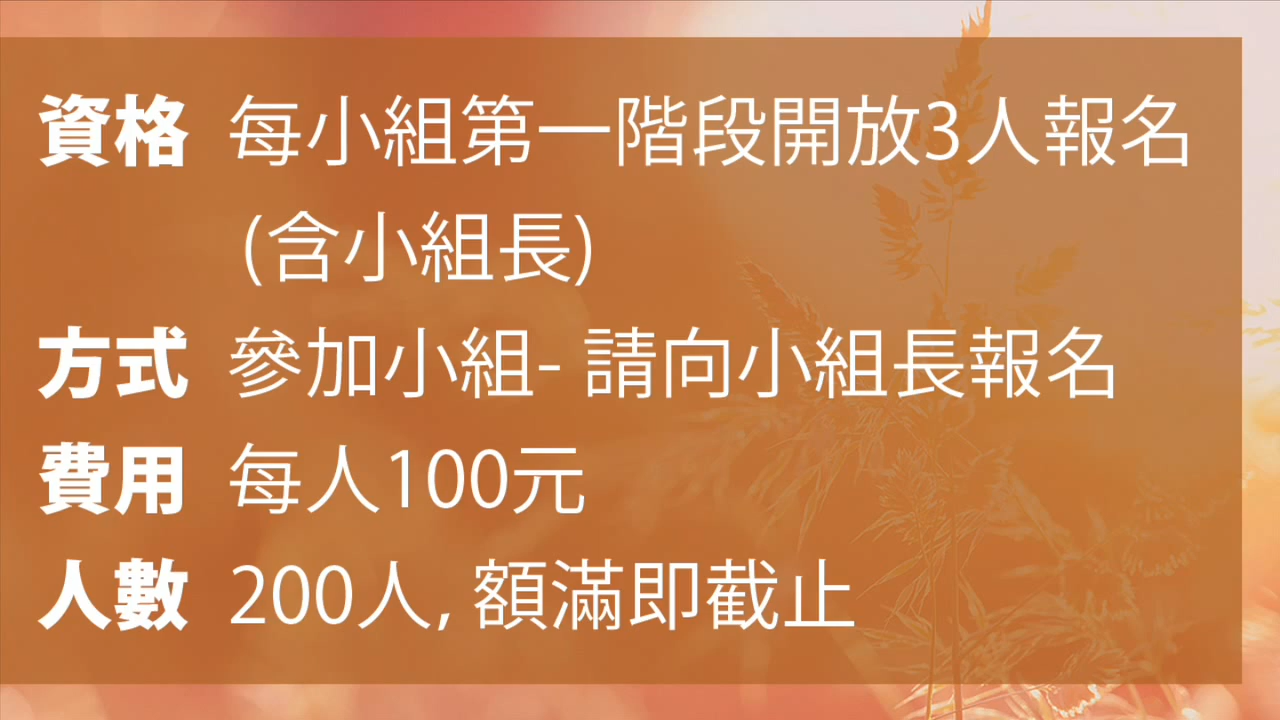 資格 每小組第一階段開放3人報名
(含小組長)
方式 參加小組- 請向小組長報名
費用 每人100元
人數 200人, 額滿即截止